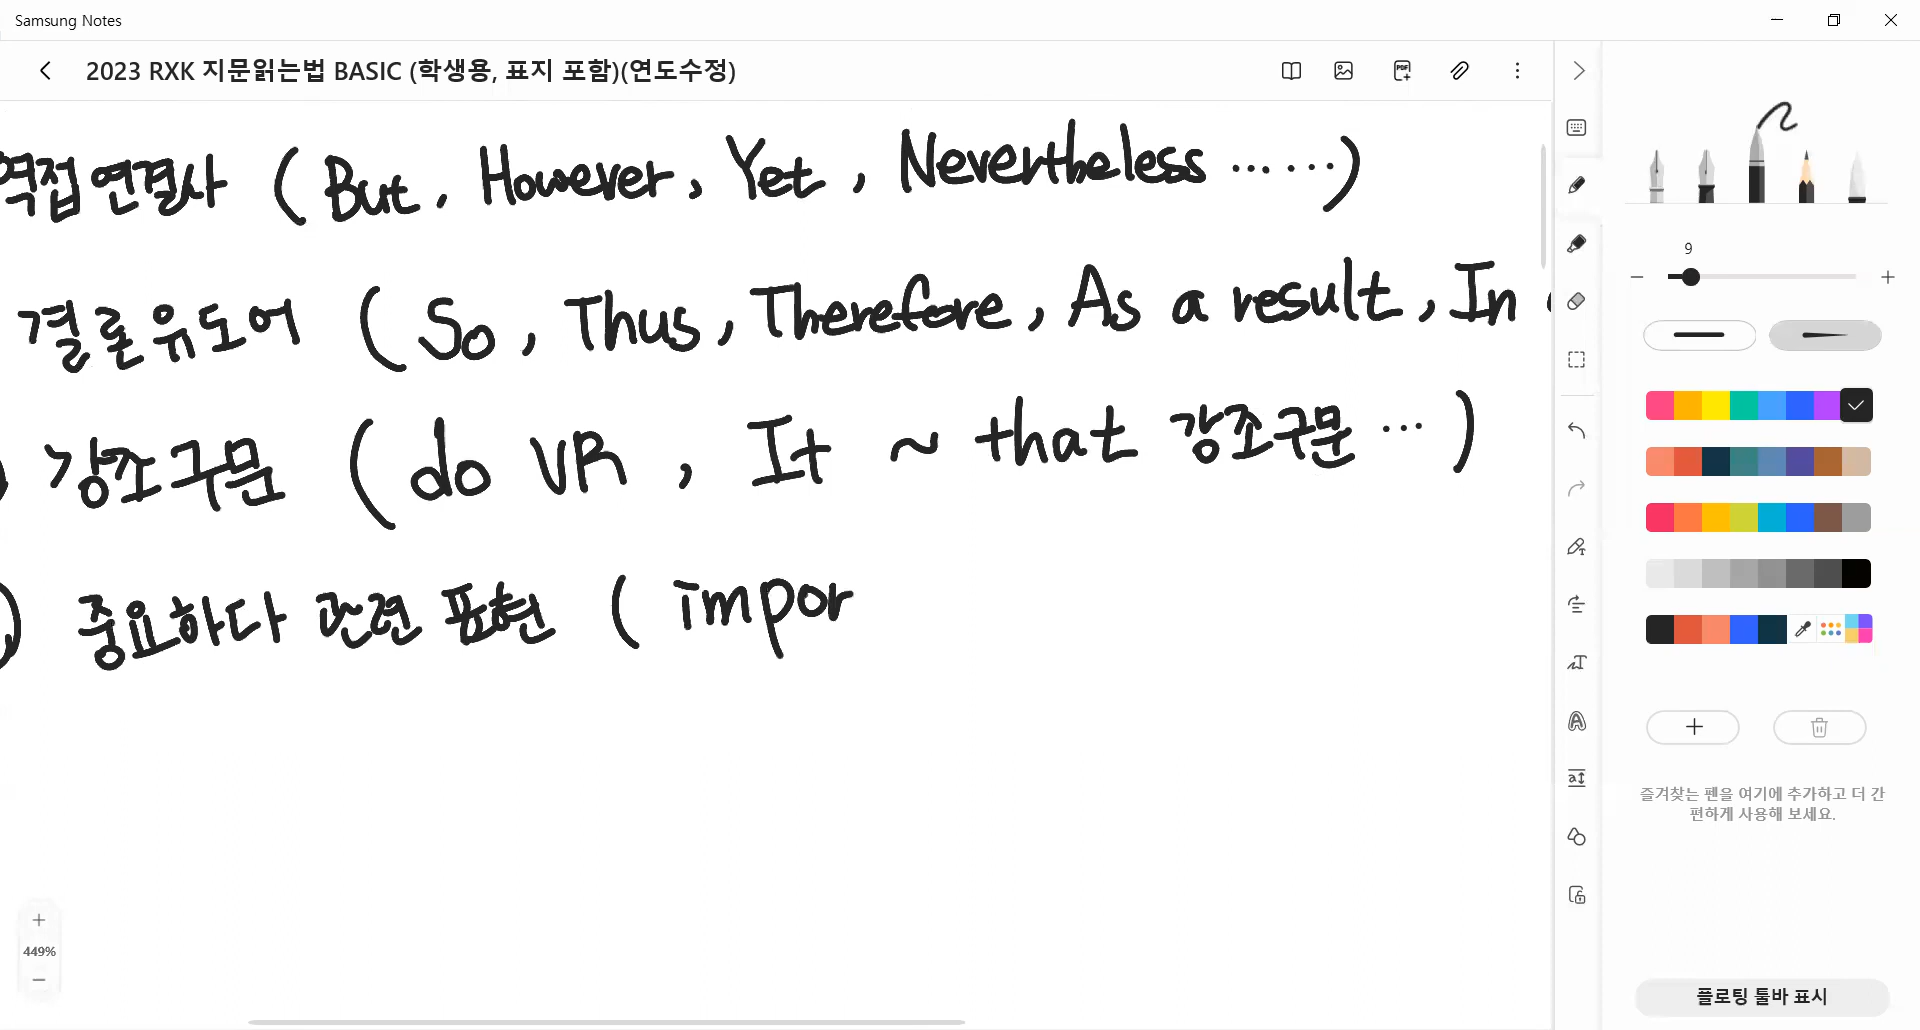 Samsung Notes
2023 RXK 지문읽는법 BASIC (학생용, 표지 포함)(연도수정)
역접 연결사 ( But, However, Yet, Nevertheless ……)
결론유도어 ( So, Thus, Therefore, As a result, In
강조구문 ( do VR, It ~ that 강조구문 … )
) 중요하다 관련 표현 ( impor
9
즐겨찾는 펜을 여기에 추가하고 더 간
편하게 사용해 보세요.
449%
플로팅 툴바 표시